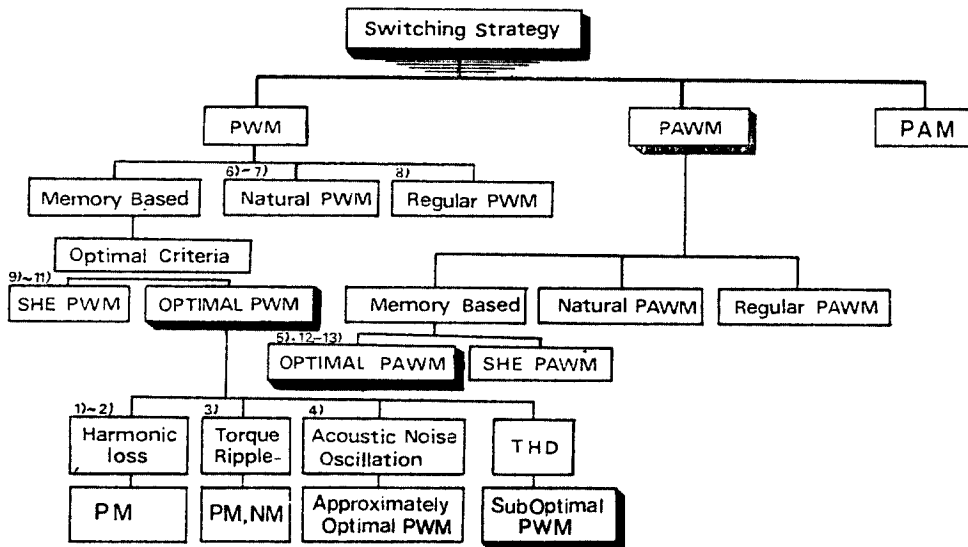 Switching Strategy
PWM
PAWM
PAM
6)~7)
8)
Memory Based
Natural PWM
Regular PWM
Optimal Criteria
9)~11)
SHE PWM
OPTIMAL PWM
Memory Based
Natural PAWM
Regular PAWM
5),12-13)
OPTIMAL PAWM
SHE PAWM
1)~2)
3)
4)
Harmonic
loss
Torque
Ripple-
Acoustic Noise
Oscillation
THD
PM
PM,NM
Approximately
Optimal PWM
SubOptimal
PWM